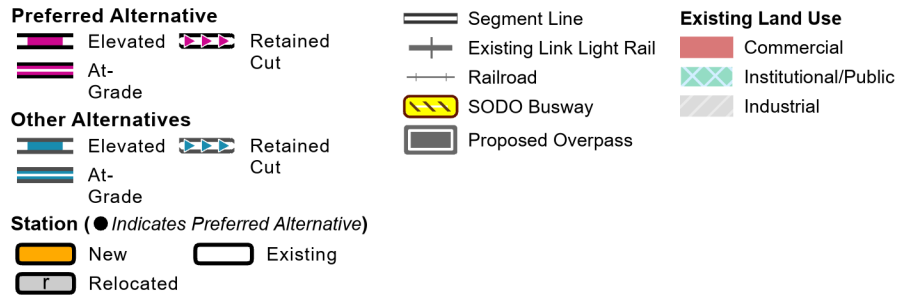 Preferred Alternative
Elevated
Retained
Cut
At-
Grade
Other Alternatives
Elevated
Retained
Cut
At-
Grade
Station (● Indicates Preferred Alternative)
New
Existing
r
Relocated
Segment Line
Existing Link Light Rail
Railroad
SODO Busway
Proposed Overpass
Existing Land Use
Commercial
Institutional/Public
Industrial